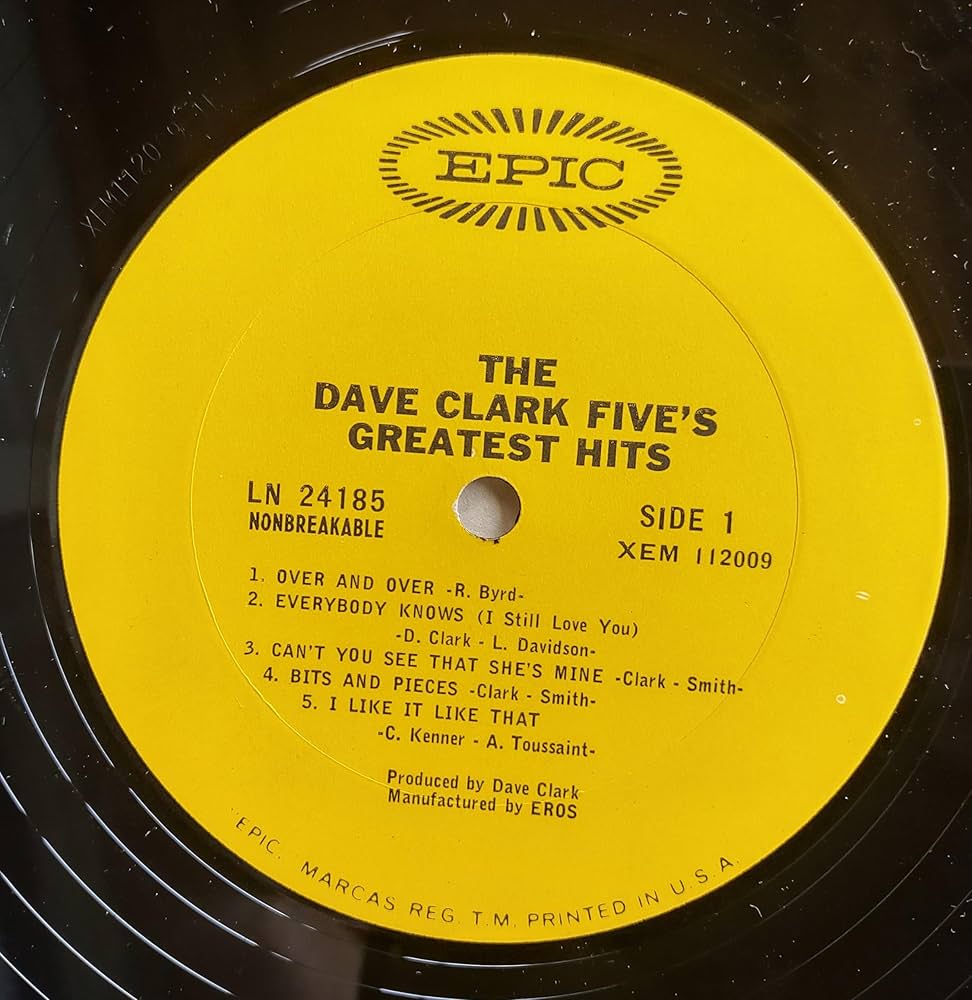 EPIC
THE
DAVE CLARK FIVE'S
GREATEST HITS
LN 24185
NONBREAKABLE
SIDE 1
XEM 112009
1. OVER AND OVER -R. Byrd-
2. EVERYBODY KNOWS (I Still Love You)
-D. Clark - L. Davidson-
3. CAN'T YOU SEE THAT SHE'S MINE -Clark - Smith-
4. BITS AND PIECES -Clark - Smith-
5. I LIKE IT LIKE THAT
-C. Kenner - A. Toussaint-
Produced by Dave Clark
Manufactured by EROS
"EPIC. MARCAS REG. T.M. PRINTED IN U.S.A.